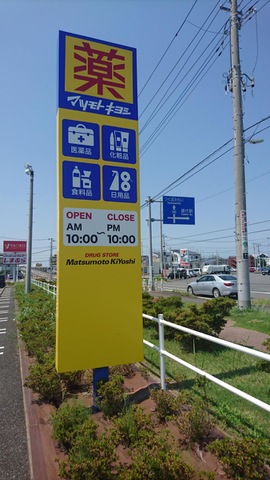 薬
マツモトキヨシ
医薬品
化粧品
食料品
日用品
OPEN CLOSE
AM PM
10:00~10:00
DRUG STORE
Matsumoto KiYoshi